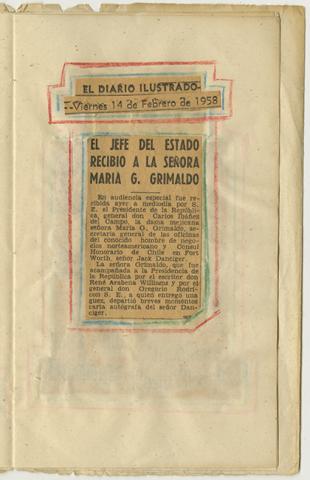 EL DIARIO ILUSTRADO
Viernes 14 de Febrero de 1958
EL JEFE DEL ESTADO
RECIBIO A LA SEÑORA
MARIA G. GRIMALDO
En audiencia especial fue re-
cibida ayer a mediodía por S.
E. el Presidente de la Repúbli-
ca, general don Carlos Ibáñez
del Campo, la dama mejicana
señora María G. Grimaldo, se-
cretaria general de las oficinas
del conocido hombre de nego-
cios norteamericano y Cónsul
Honorario de Chile en Fort
Worth, señor Jack Danciger.
La señora Grimaldo, que fue
acompañada a la Presidencia de
la República por el escritor don
René Arabena Williams y por el
general don Gregorio Rodri-
S. E., a quien entregó una
departió breves momentos
carta autógrafa del señor Dan-
ciger.